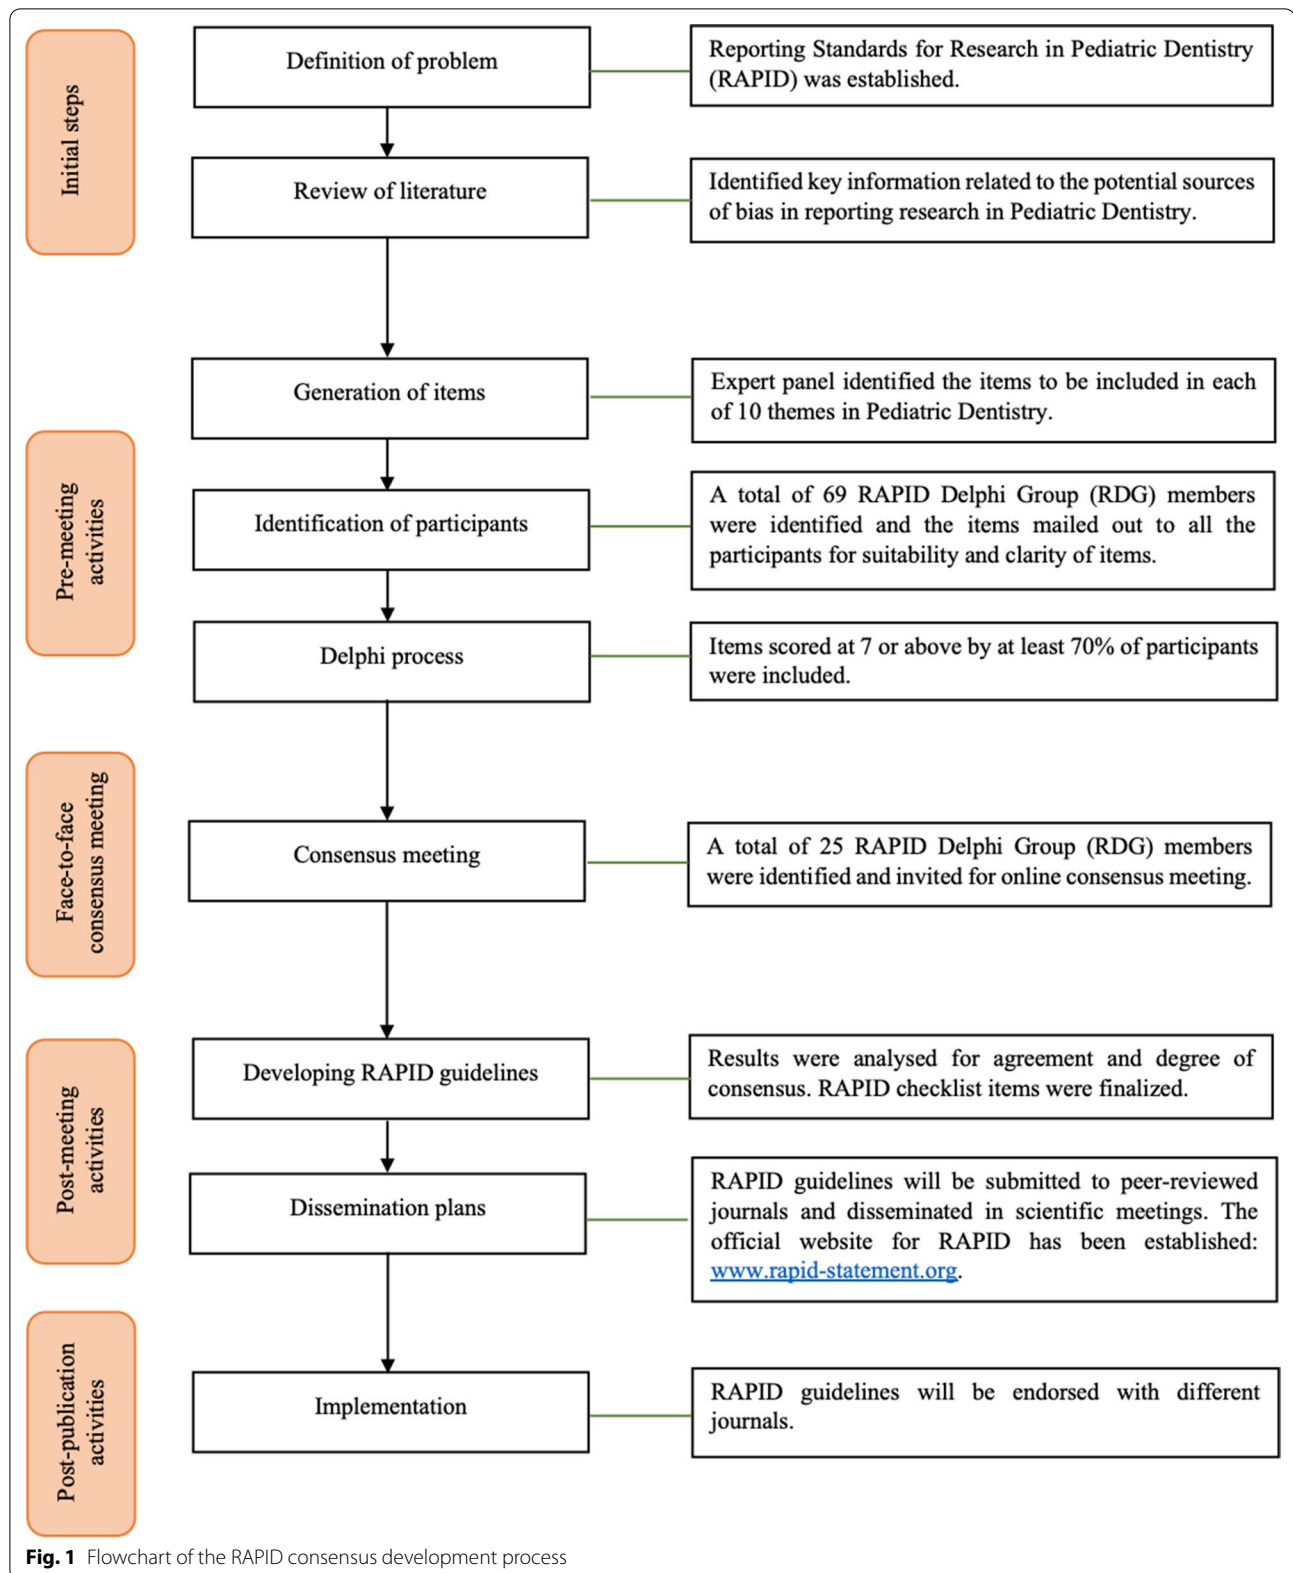 Initial steps
Definition of problem
Reporting Standards for Research in Pediatric Dentistry
(RAPID) was established.
Review of literature
Identified key information related to the potential sources
of bias in reporting research in Pediatric Dentistry.
Pre-meeting
activities
Generation of items
Expert panel identified the items to be included in each
of 10 themes in Pediatric Dentistry.
Identification of participants
A total of 69 RAPID Delphi Group (RDG) members
were identified and the items mailed out to all the
participants for suitability and clarity of items.
Delphi process
Items scored at 7 or above by at least 70% of participants
were included.
Face-to-face
consensus meeting
Consensus meeting
A total of 25 RAPID Delphi Group (RDG) members
were identified and invited for online consensus meeting.
Post-meeting
activities
Developing RAPID guidelines
Results were analysed for agreement and degree of
consensus. RAPID checklist items were finalized.
Dissemination plans
RAPID guidelines will be submitted to peer-reviewed
journals and disseminated in scientific meetings. The
official website for RAPID has been established:
www.rapid-statement.org.
Post-publication
activities
Implementation
RAPID guidelines will be endorsed with different
journals.
Fig. 1 Flowchart of the RAPID consensus development process